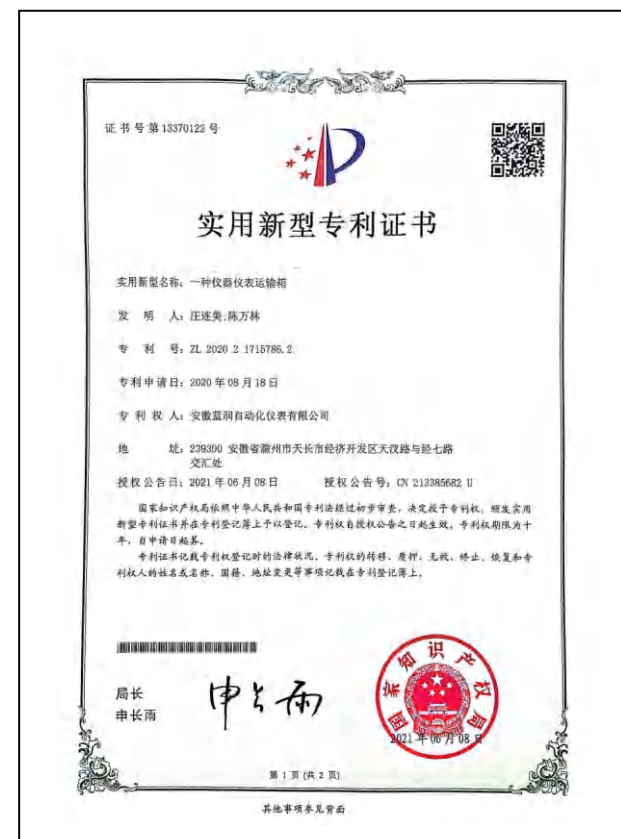 证书号第13370122号
实用新型专利证书
实用新型名称：一种仪器仪表运输箱
发 明 人：汪连美;陈万林
专 利 号：ZL 2020 2 1715786.2
专利申请日：2020年08月18日
专 利 权 人：安徽蓝润自动化仪表有限公司
地 址：239300 安徽省滁州市天长市经济开发区天汊路与经七路
交汇处
授权公告日：2021年06月08日 授权公告号：CN 213385682 U
国家知识产权局依照中华人民共和国专利法经过初步审查，决定授予专利权，颁发实用
新型专利证书并在专利登记簿上予以登记。专利权自授权公告之日起生效。专利权期限为十
年，自申请日起算。
专利证书记载专利权登记时的法律状况。专利权的转移、质押、无效、终止、恢复和专
利权人的姓名或名称、国籍、地址变更等事项记载在专利登记簿上。
局长
申长雨
申长雨
国家知识产权局
2021年06月08日
第 1 页 (共 2 页)
其他事项参见背面